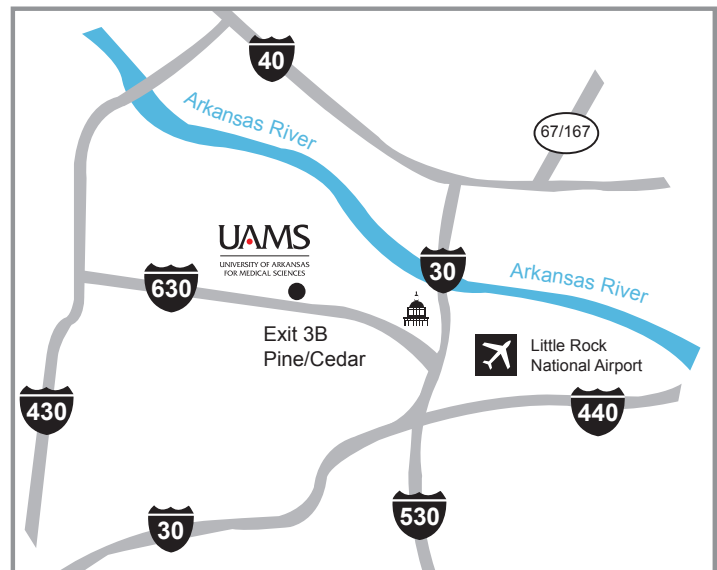 40
67/167
Arkansas River
UAMS
UNIVERSITY OF ARKANSAS
FOR MEDICAL SCIENCES
30
Arkansas River
630
Exit 3B
Pine/Cedar
Little Rock
National Airport
430
440
530
30